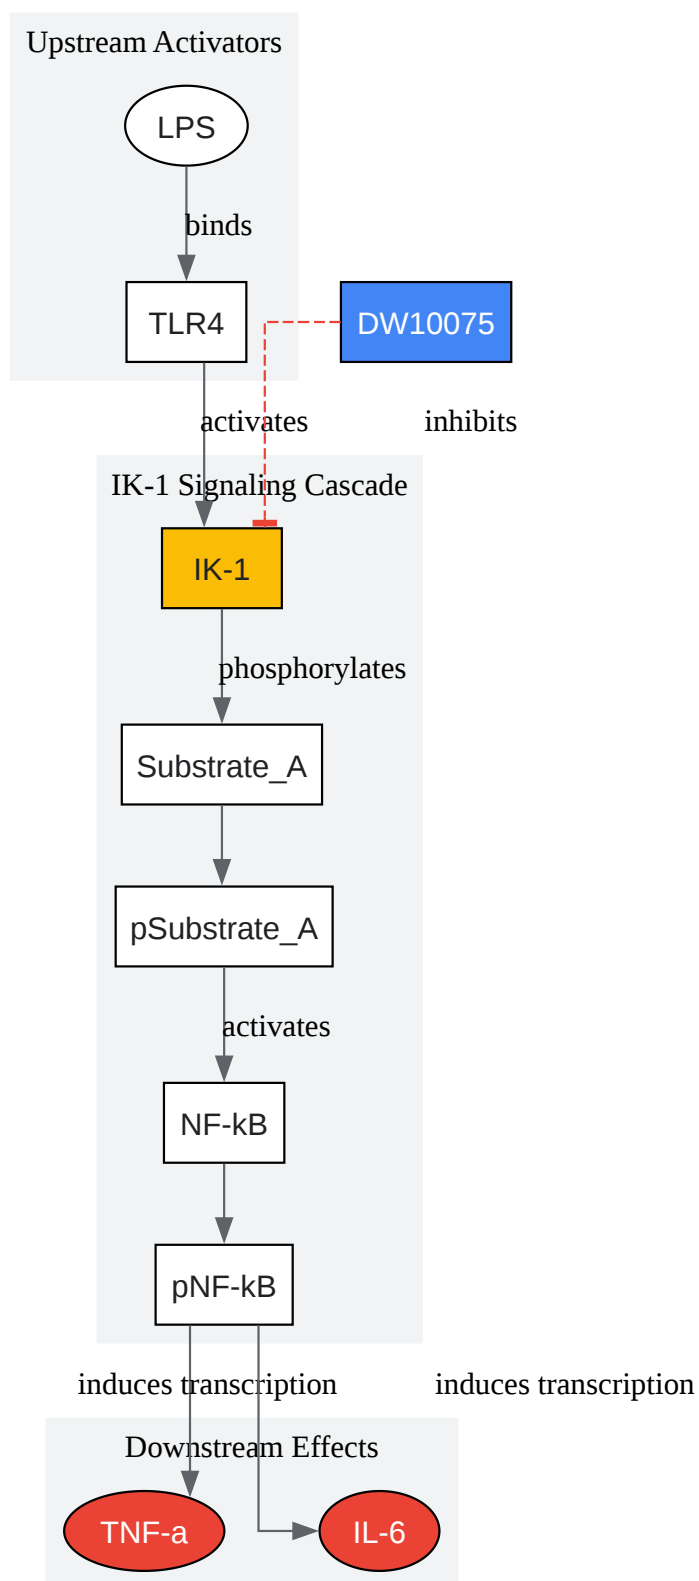 Upstream Activators
LPS
binds
TLR4
DW10075
activates
inhibits
IK-1 Signaling Cascade
IK-1
phosphorylates
Substrate_A
pSubstrate_A
activates
NF-kB
pNF-kB
induces transcription
induces transcription
Downstream Effects
TNF-a
IL-6